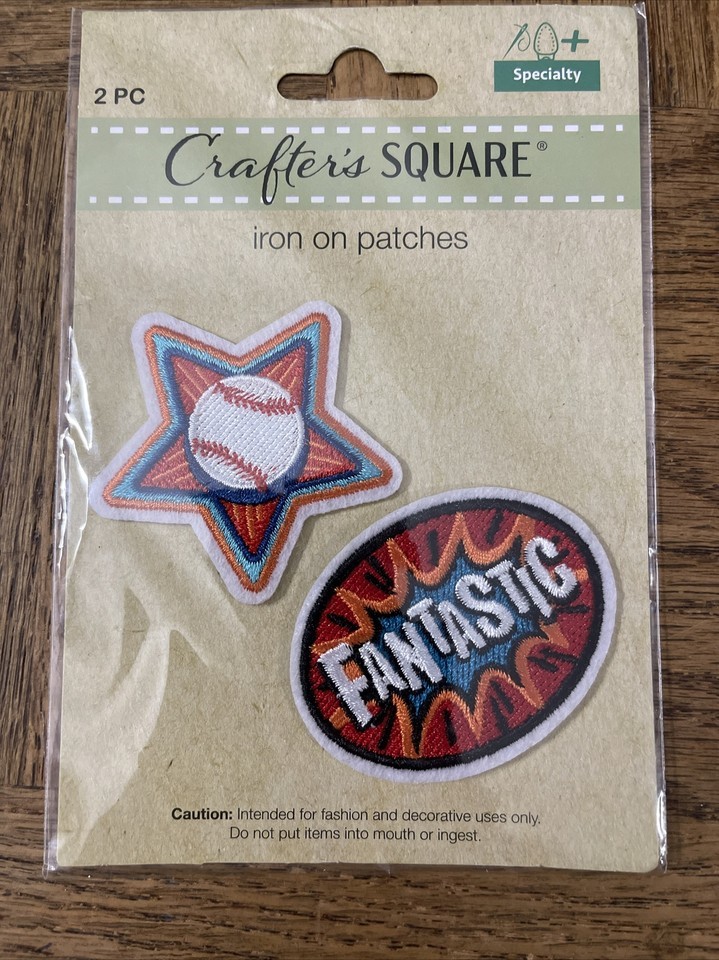 2 PC
Specialty
Crafter's SQUARE®
iron on patches
FANTASTIC
Caution: Intended for fashion and decorative uses only.
Do not put items into mouth or ingest.